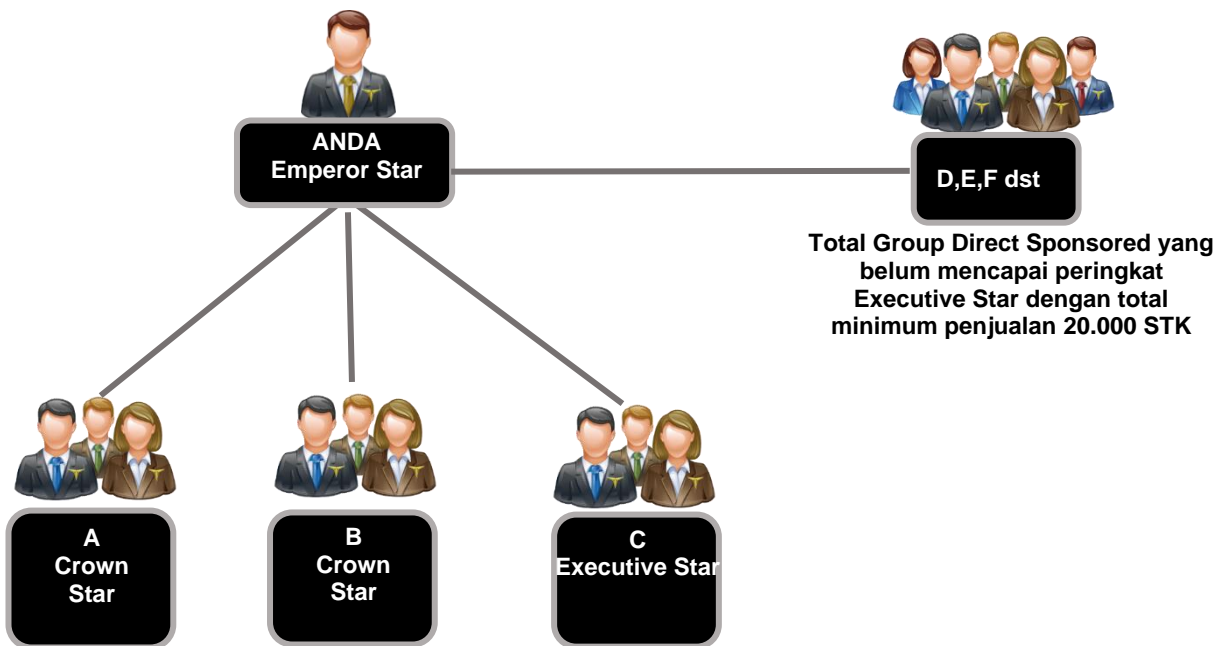 ANDA
Emperor Star
D,E,F dst
Total Group Direct Sponsored yang
belum mencapai peringkat
Executive Star dengan total
minimum penjualan 20.000 STK
A
Crown
Star
B
Crown
Star
C
Executive Star